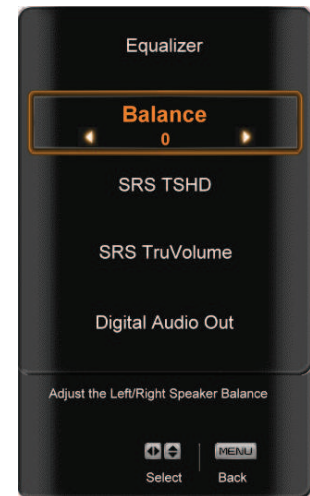 Equalizer
Balance
0
SRS TSHD
SRS TruVolume
Digital Audio Out
Adjust the Left/Right Speaker Balance
MENU
Select
Back